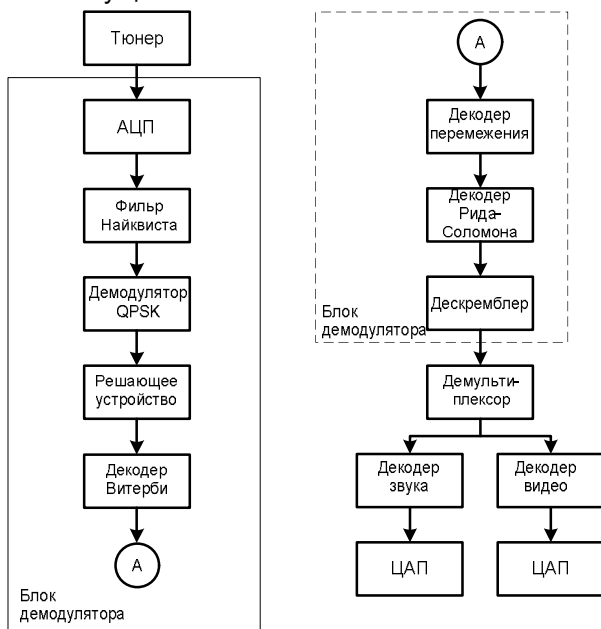 Тюнер
АЦП
Фильр
Найквиста
Демодулятор
QPSK
Решающее
устройство
Декодер
Витерби
А
Блок
демодулятора
А
Декодер
перемежения
Декодер
Рида-
Соломона
Дескремблер
Блок
демодулятора
Демульти-
плексор
Декодер
звука
Декодер
видео
ЦАП
ЦАП